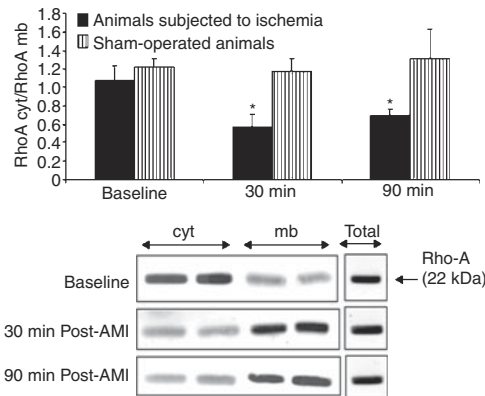 RhoA cyt/RhoA mb
1.8
1.6
1.4
1.2
1.0
0.8
0.6
0.4
0.2
0
Animals subjected to ischemia
Sham-operated animals
*
*
Baseline
30 min
90 min
cyt
mb
Total
Baseline
Rho-A
(22 kDa)
30 min Post-AMI
90 min Post-AMI